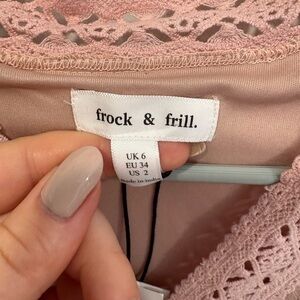 frock & frill.
UK 6
EU 34
US 2
Made in India